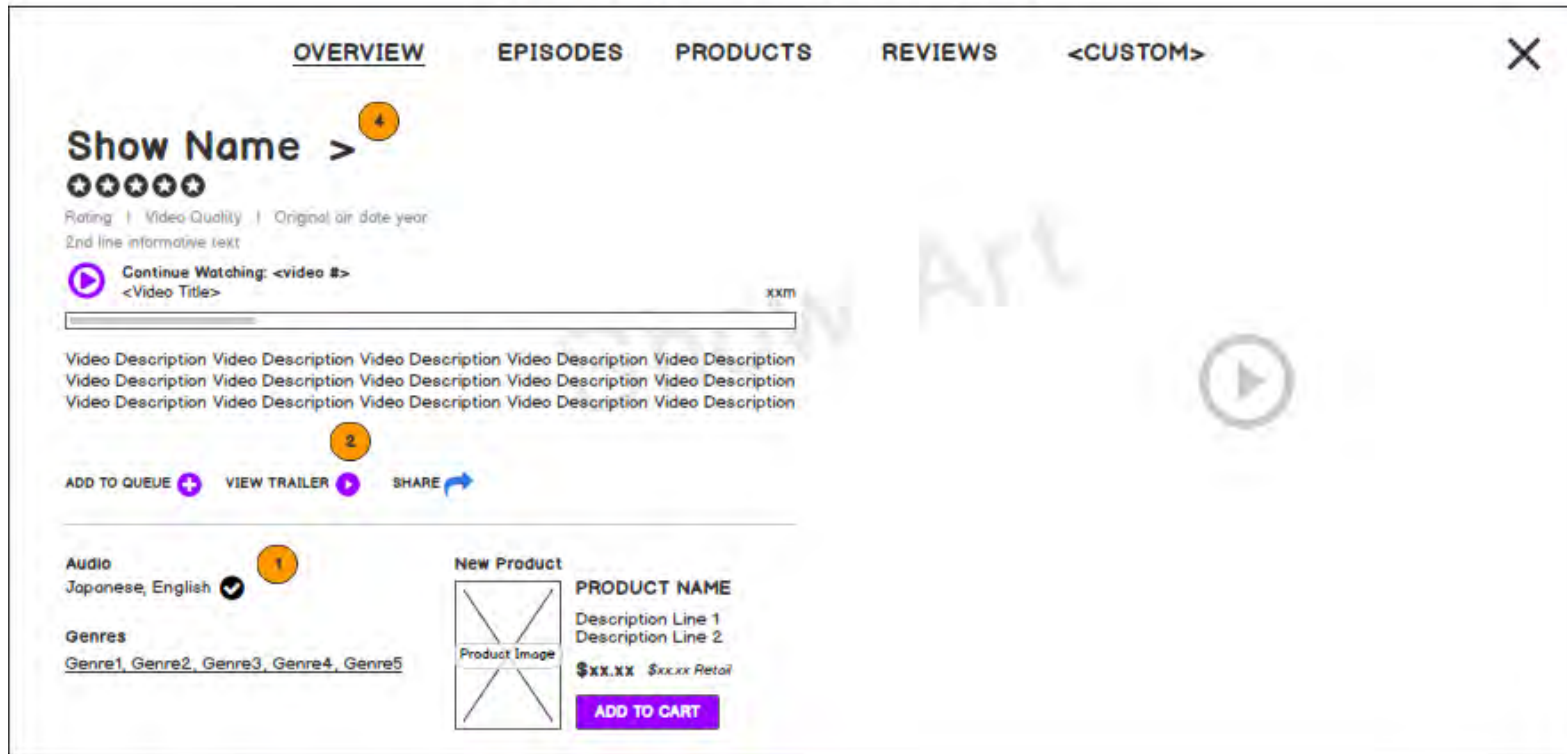 OVERVIEW EPISODES PRODUCTS REVIEWS <CUSTOM>
4
Show Name >
Rating | Video Quality | Original air date year
2nd line informative text
Continue Watching: <video #>
<Video Title> xxm
Show Art
Video Description Video Description Video Description Video Description Video Description
Video Description Video Description Video Description Video Description Video Description
Video Description Video Description Video Description Video Description Video Description
2
ADD TO QUEUE VIEW TRAILER SHARE
1
Audio
Japanese, English
Genres
Genre1, Genre2, Genre3, Genre4, Genre5
New Product
Product Image
PRODUCT NAME
Description Line 1
Description Line 2
$xx.xx $xx.xx Retail
ADD TO CART